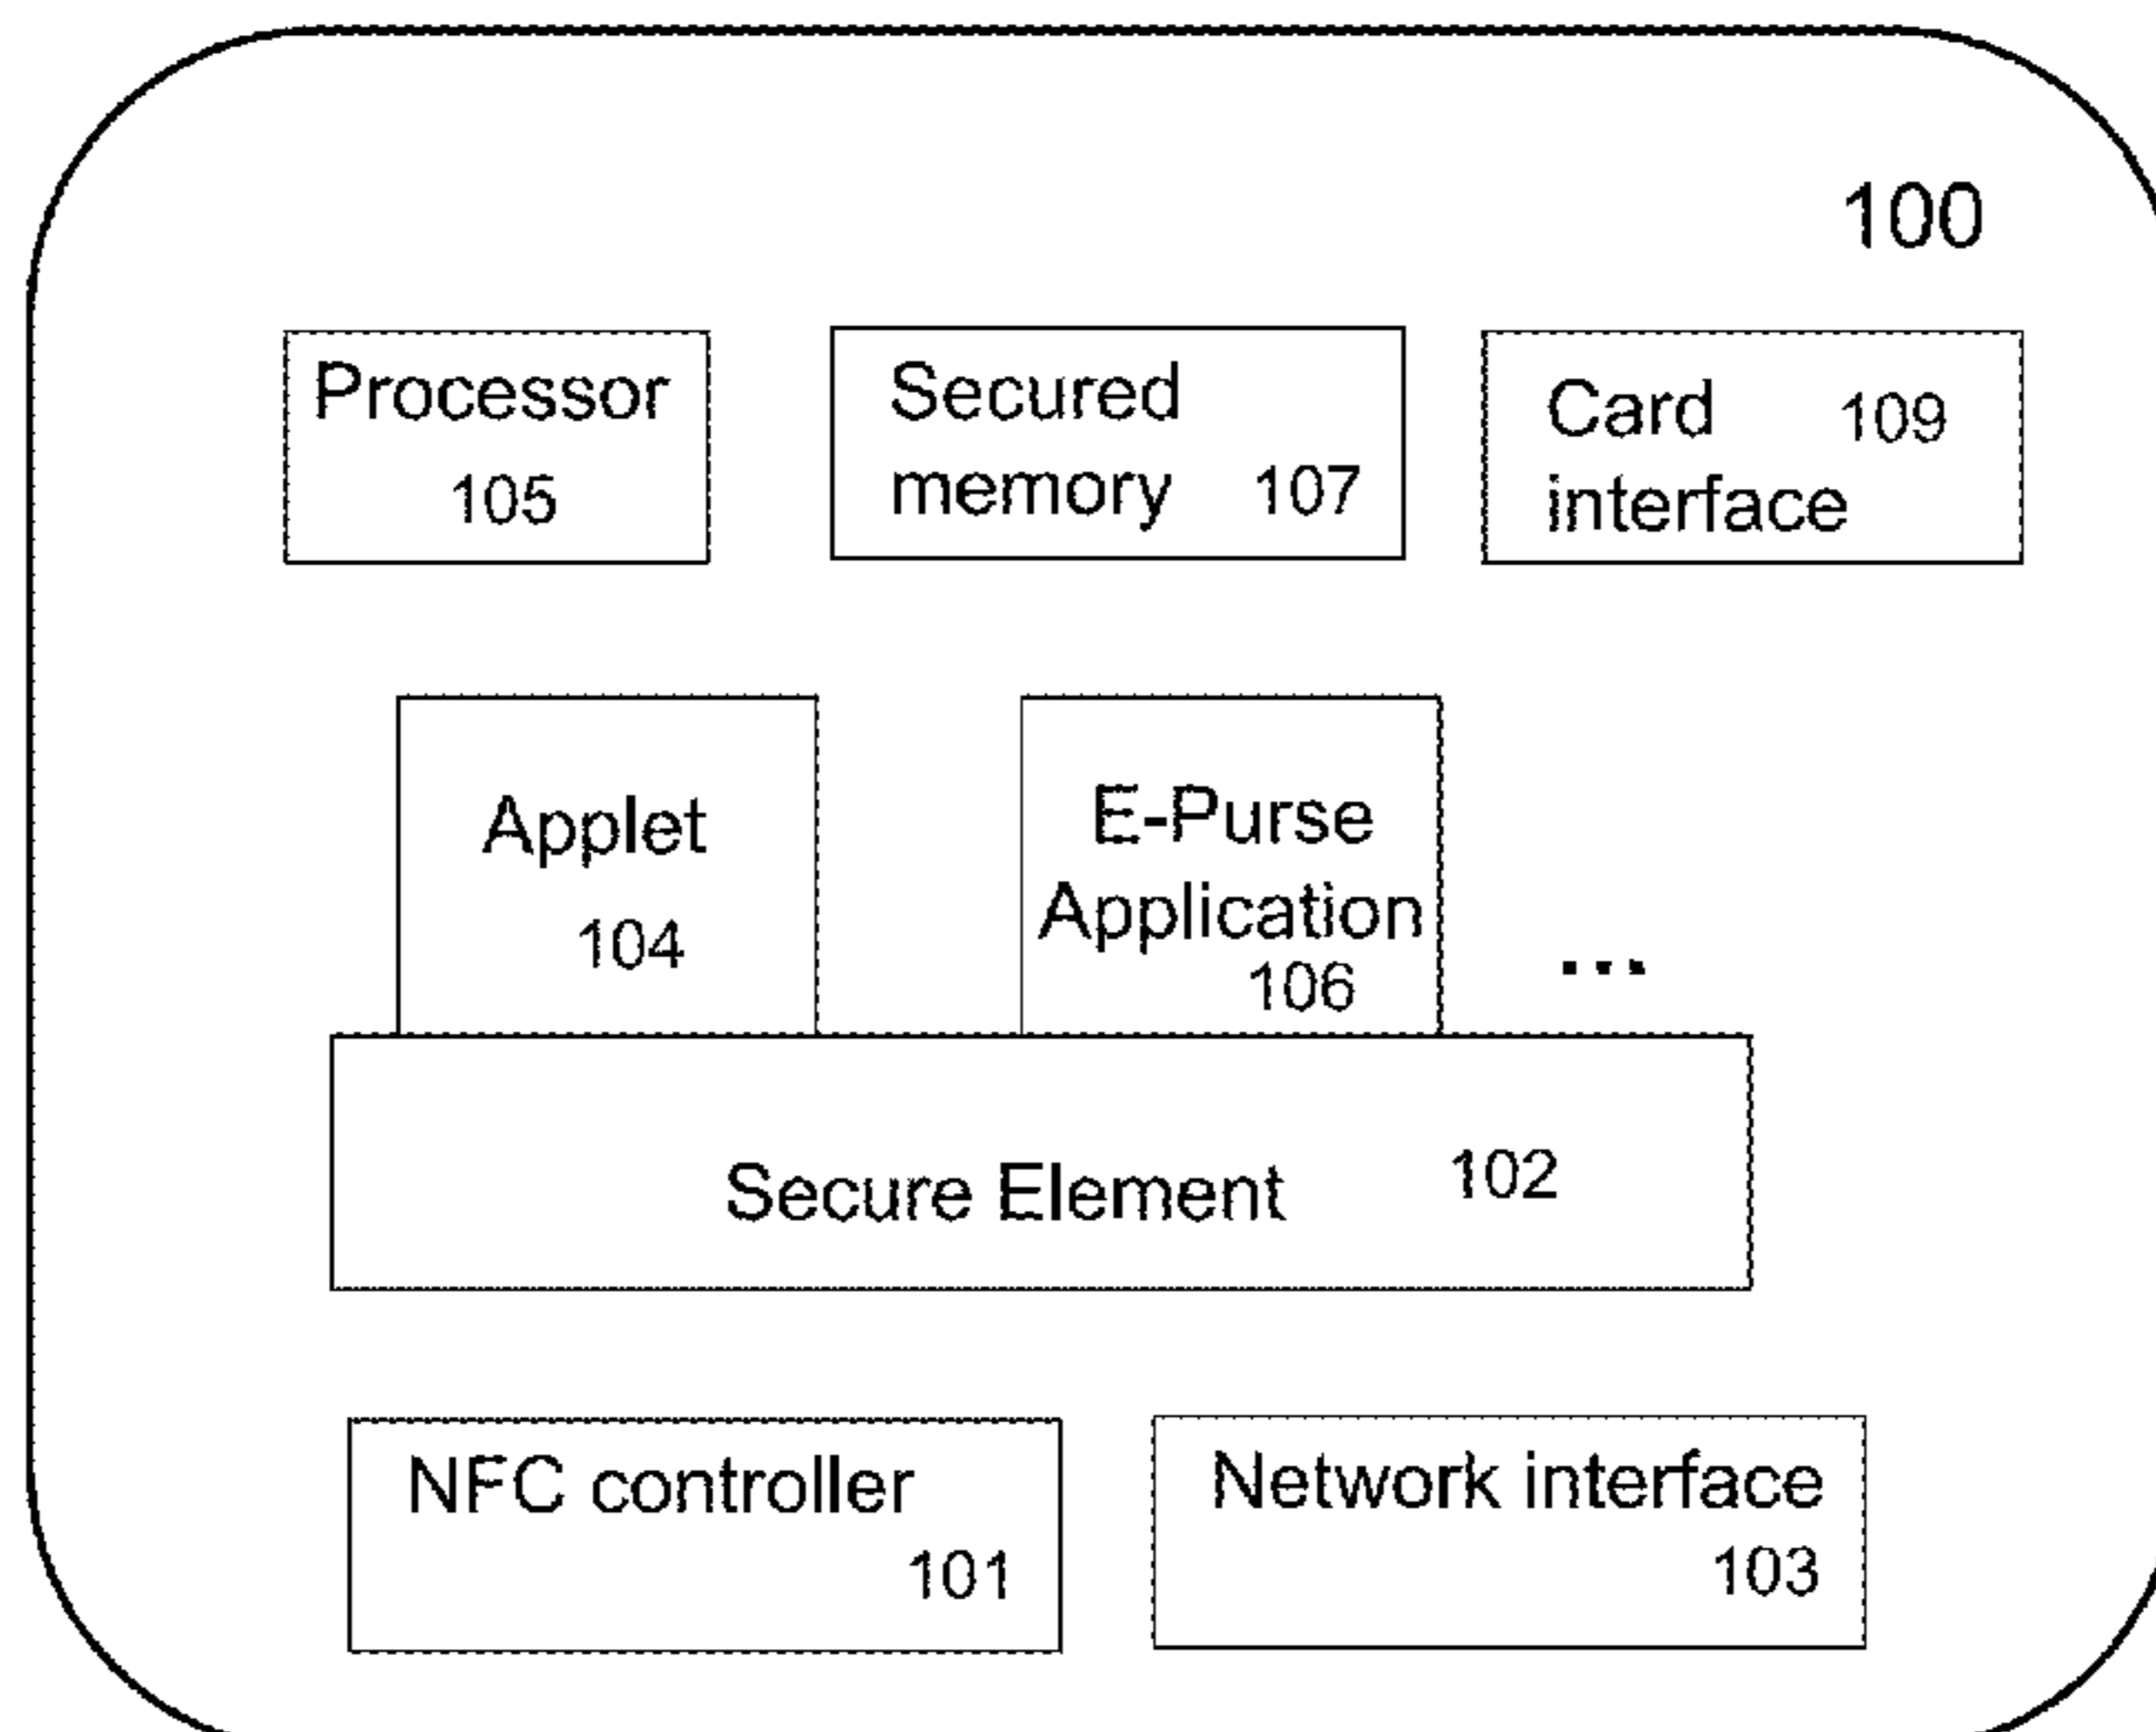 100
Processor
105
Secured
memory 107
Card 109
interface
Applet
104
E-Purse
Application
106
...
Secure Element 102
NFC controller
101
Network interface
103